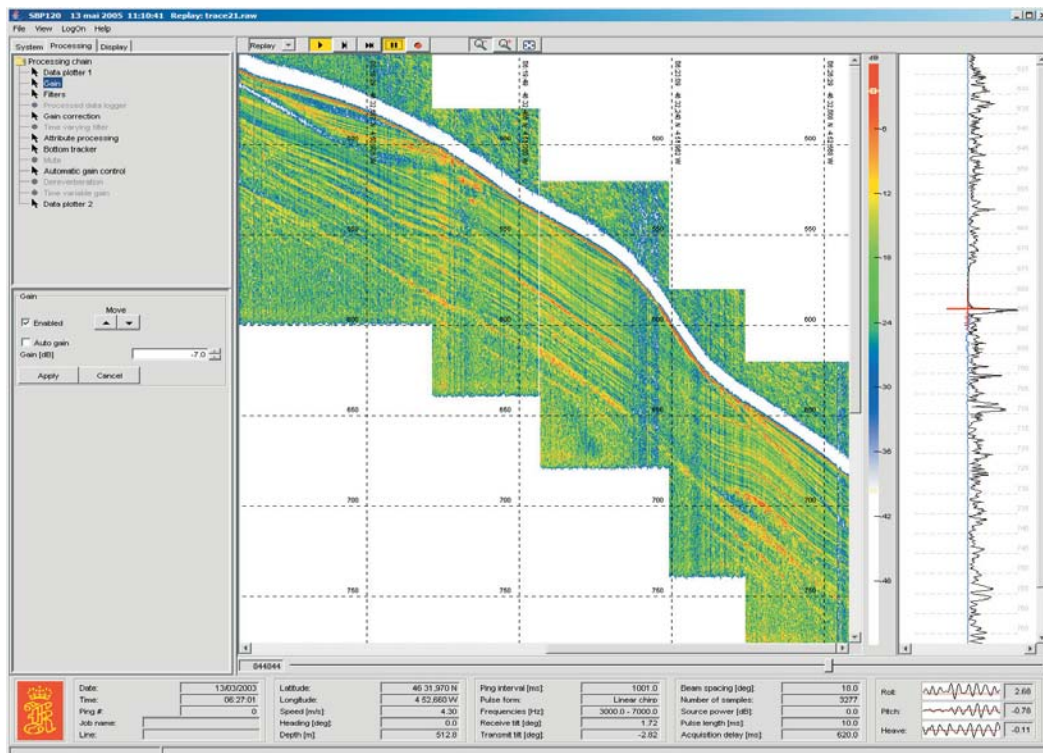 SBP120 13 mai 2005 11:10:41 Replay: trace21.raw
File View LogOn Help
System Processing Display
Processing chain
Data plotter 1
Gain
Filters
Processed data logger
Gain correction
Time varying filter
Attribute processing
Bottom tracker
Mute
Automatic gain control
Dereverberation
Time variable gain
Data plotter 2
Gain
Move
Enabled
Auto gain
Gain [dB] -7.0
Apply Cancel
Replay
500 500
550
600 600
650 650
700 700
750 750
dB
-6
-12
-24
-30
-36
-42
844844
Date: 13/03/2003
Time: 06:27:01
Ping #: 0
Job name:
Line:
Latitude: 46 31,970 N
Longitude: 4 52,660 W
Speed [m/s]: 4.30
Heading [deg]: 0.0
Depth [m] 512.8
Ping interval [ms]: 1001.0
Pulse form: Linear chirp
Frequencies [Hz]: 3000.0 - 7000.0
Receive tilt [deg]: 1.72
Transmit tilt [deg]: -2.82
Beam spacing [deg]:
Number of samples: 3277
Source power [dB]: 0.0
Pulse length [ms]: 10.0
Acquisition delay [ms]: 620.0
Roll: 2.68
Pitch: -0.78
Heave: -0.11